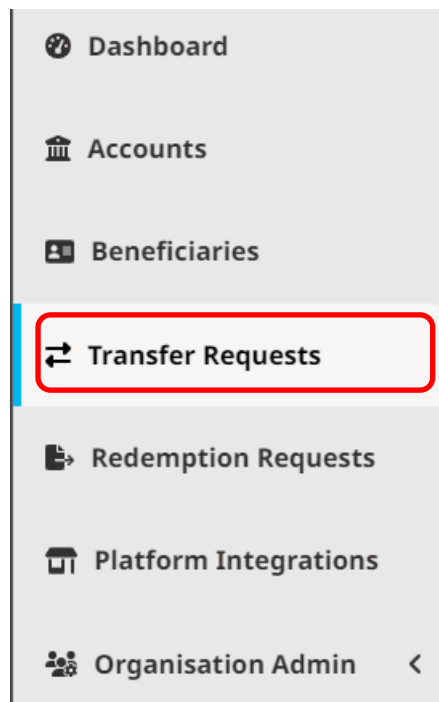 Dashboard
Accounts
Beneficiaries
Transfer Requests
Redemption Requests
Platform Integrations
Organisation Admin